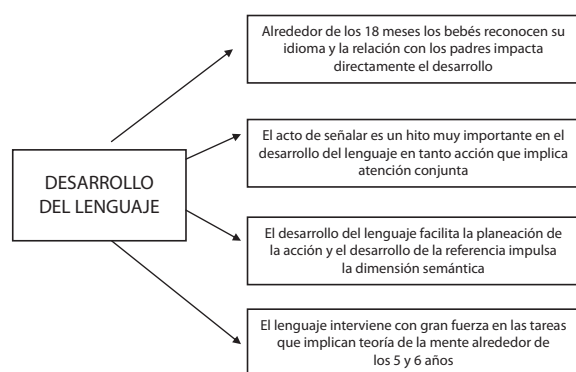 Alrededor de los 18 meses los bebés reconocen su
idioma y la relación con los padres impacta
directamente el desarrollo
El acto de señalar es un hito muy importante en el
desarrollo del lenguaje en tanto acción que implica
atención conjunta
DESARROLLO
DEL LENGUAJE
El desarrollo del lenguaje facilita la planeación de
la acción y el desarrollo de la referencia impulsa
la dimensión semántica
El lenguaje interviene con gran fuerza en las tareas
que implican teoría de la mente alrededor de
los 5 y 6 años